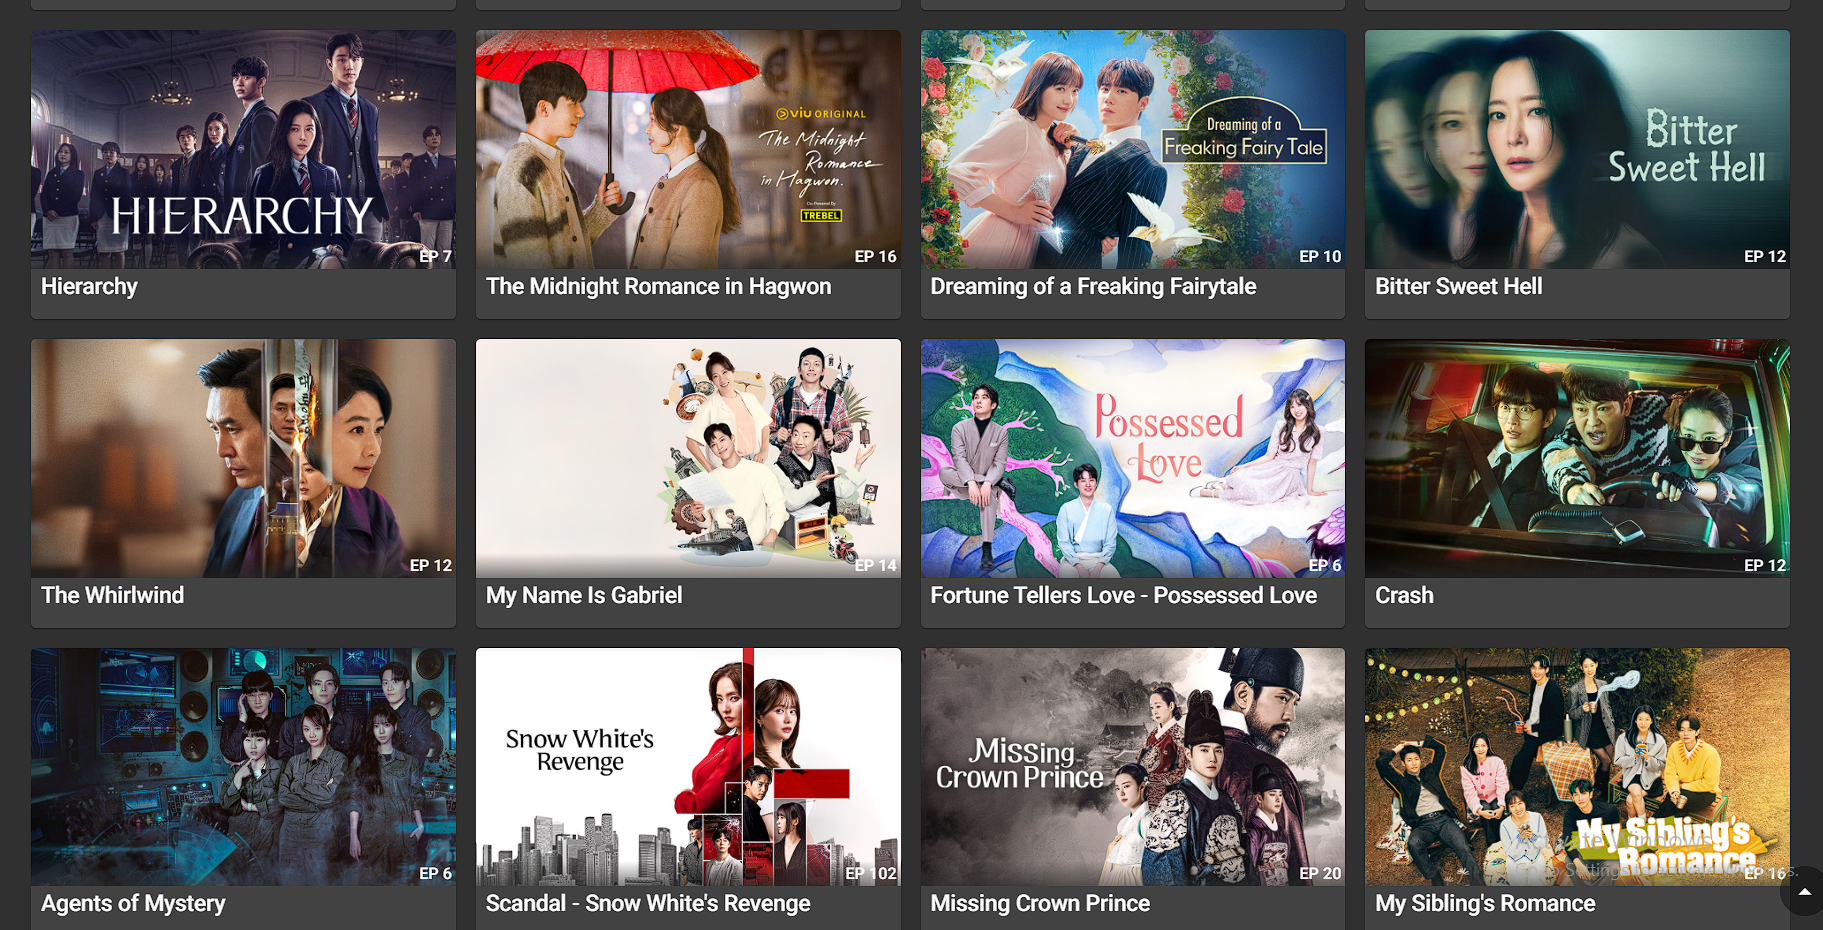 HIERARCHY
EP 7
Hierarchy
viu ORIGINAL
The Midnight
Romance
in Hagwon.
Co-Powered By
TREBEL
EP 16
The Midnight Romance in Hagwon
Dreaming of a
Freaking Fairy Tale
EP 10
Dreaming of a Freaking Fairytale
Bitter
Sweet Hell
EP 12
Bitter Sweet Hell
EP 12
The Whirlwind
EP 14
My Name Is Gabriel
Possessed
Love
EP 6
Fortune Tellers Love - Possessed Love
EP 12
Crash
EP 6
Agents of Mystery
Snow White's
Revenge
EP 102
Scandal - Snow White's Revenge
Missing
Crown Prince
EP 20
Missing Crown Prince
My Sibling's
Romance
EP 16
My Sibling's Romance